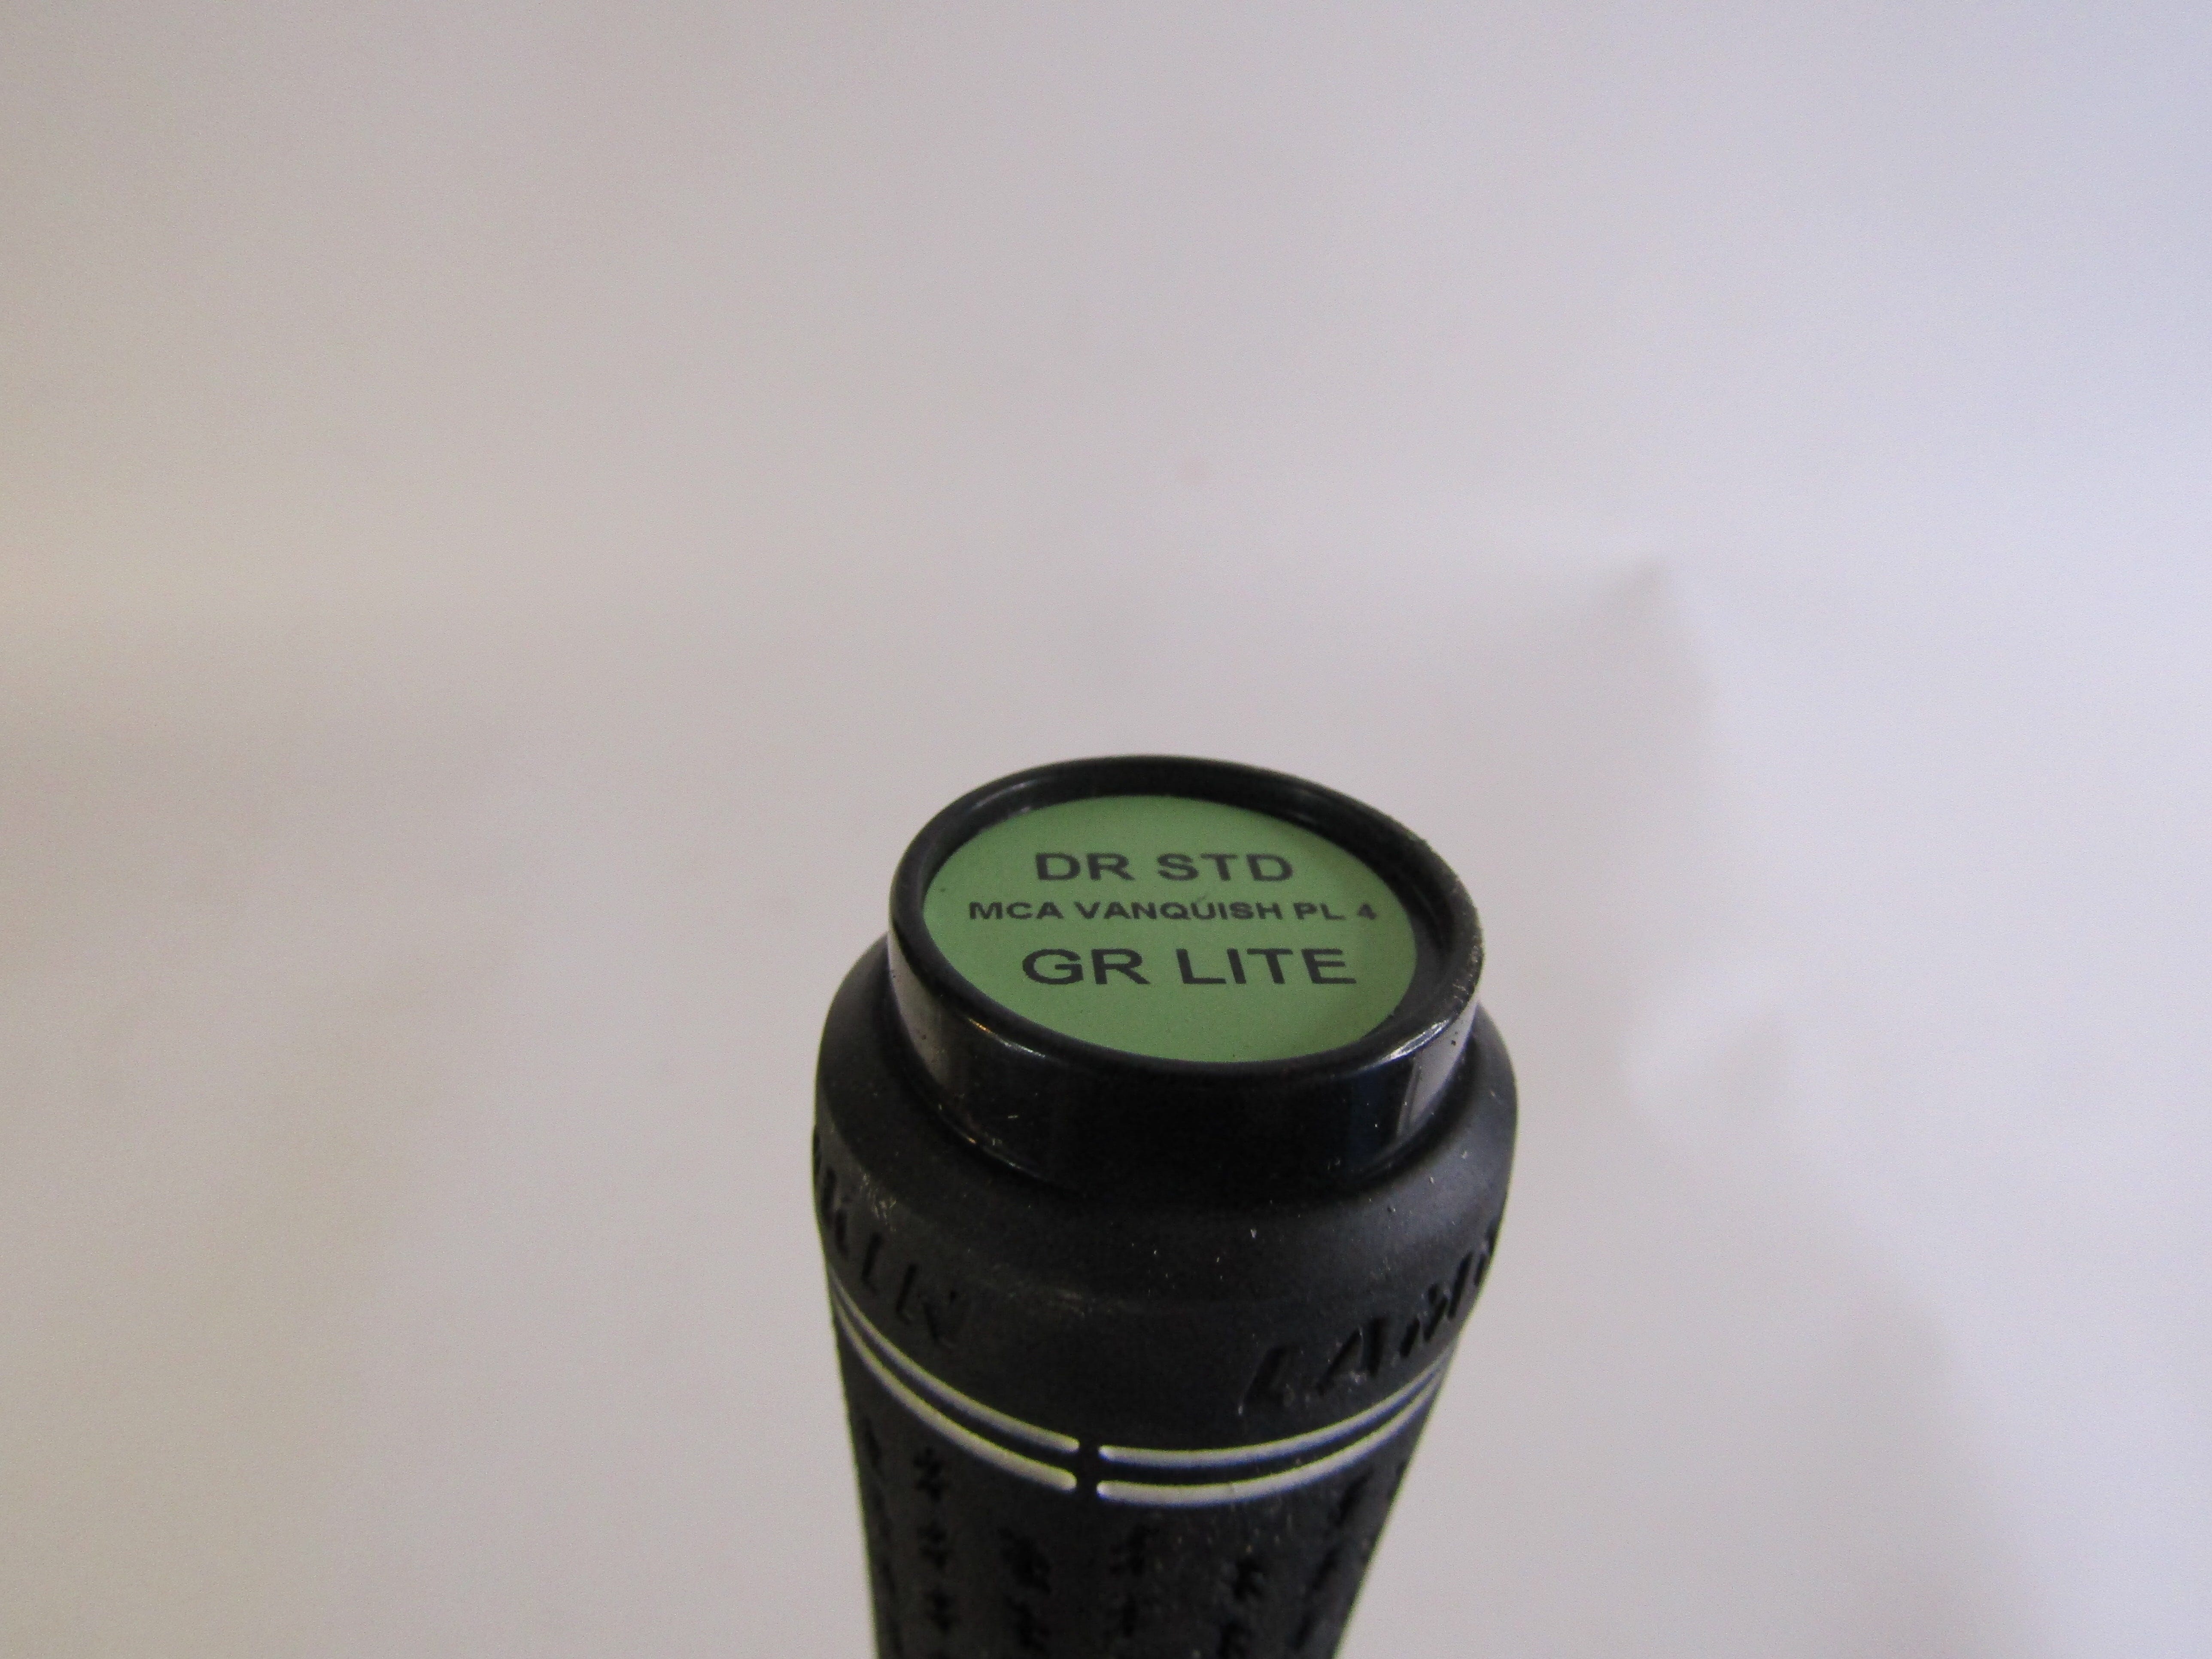 DR STD
MCA VANQUISH PL 4
GR LITE